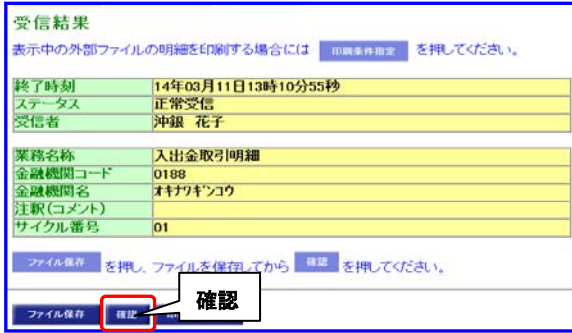 受信結果
表示中の外部ファイルの明細を印刷する場合には 印刷条件指定 を押してください。
終了時刻 14年03月11日13時10分55秒
ステータス 正常受信
受信者 沖銀 花子
業務名称 入出金取引明細
金融機関コード 0188
金融機関名 オキナワギンコウ
注釈(コメント)
サイクル番号 01
ファイル保存 を押し、ファイルを保存してから 確認 を押してください。
ファイル保存 確認
確認